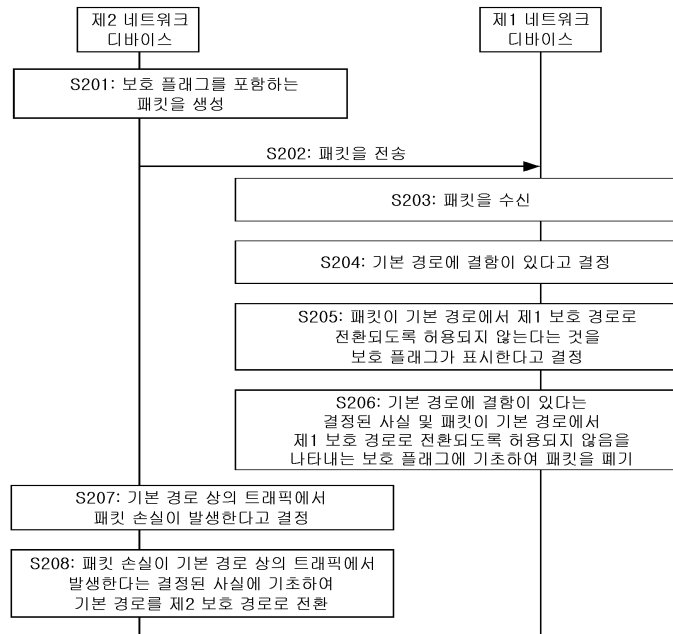 제2 네트워크
디바이스
제1 네트워크
디바이스
S201: 보호 플래그를 포함하는
패킷을 생성
S202: 패킷을 전송
S203: 패킷을 수신
S204: 기본 경로에 결함이 있다고 결정
S205: 패킷이 기본 경로에서 제1 보호 경로로
전환되도록 허용되지 않는다는 것을
보호 플래그가 표시한다고 결정
S206: 기본 경로에 결함이 있다는
결정된 사실 및 패킷이 기본 경로에서
제1 보호 경로로 전환되도록 허용되지 않음을
나타내는 보호 플래그에 기초하여 패킷을 폐기
S207: 기본 경로 상의 트래픽에서
패킷 손실이 발생한다고 결정
S208: 패킷 손실이 기본 경로 상의 트래픽에서
발생한다는 결정된 사실에 기초하여
기본 경로를 제2 보호 경로로 전환